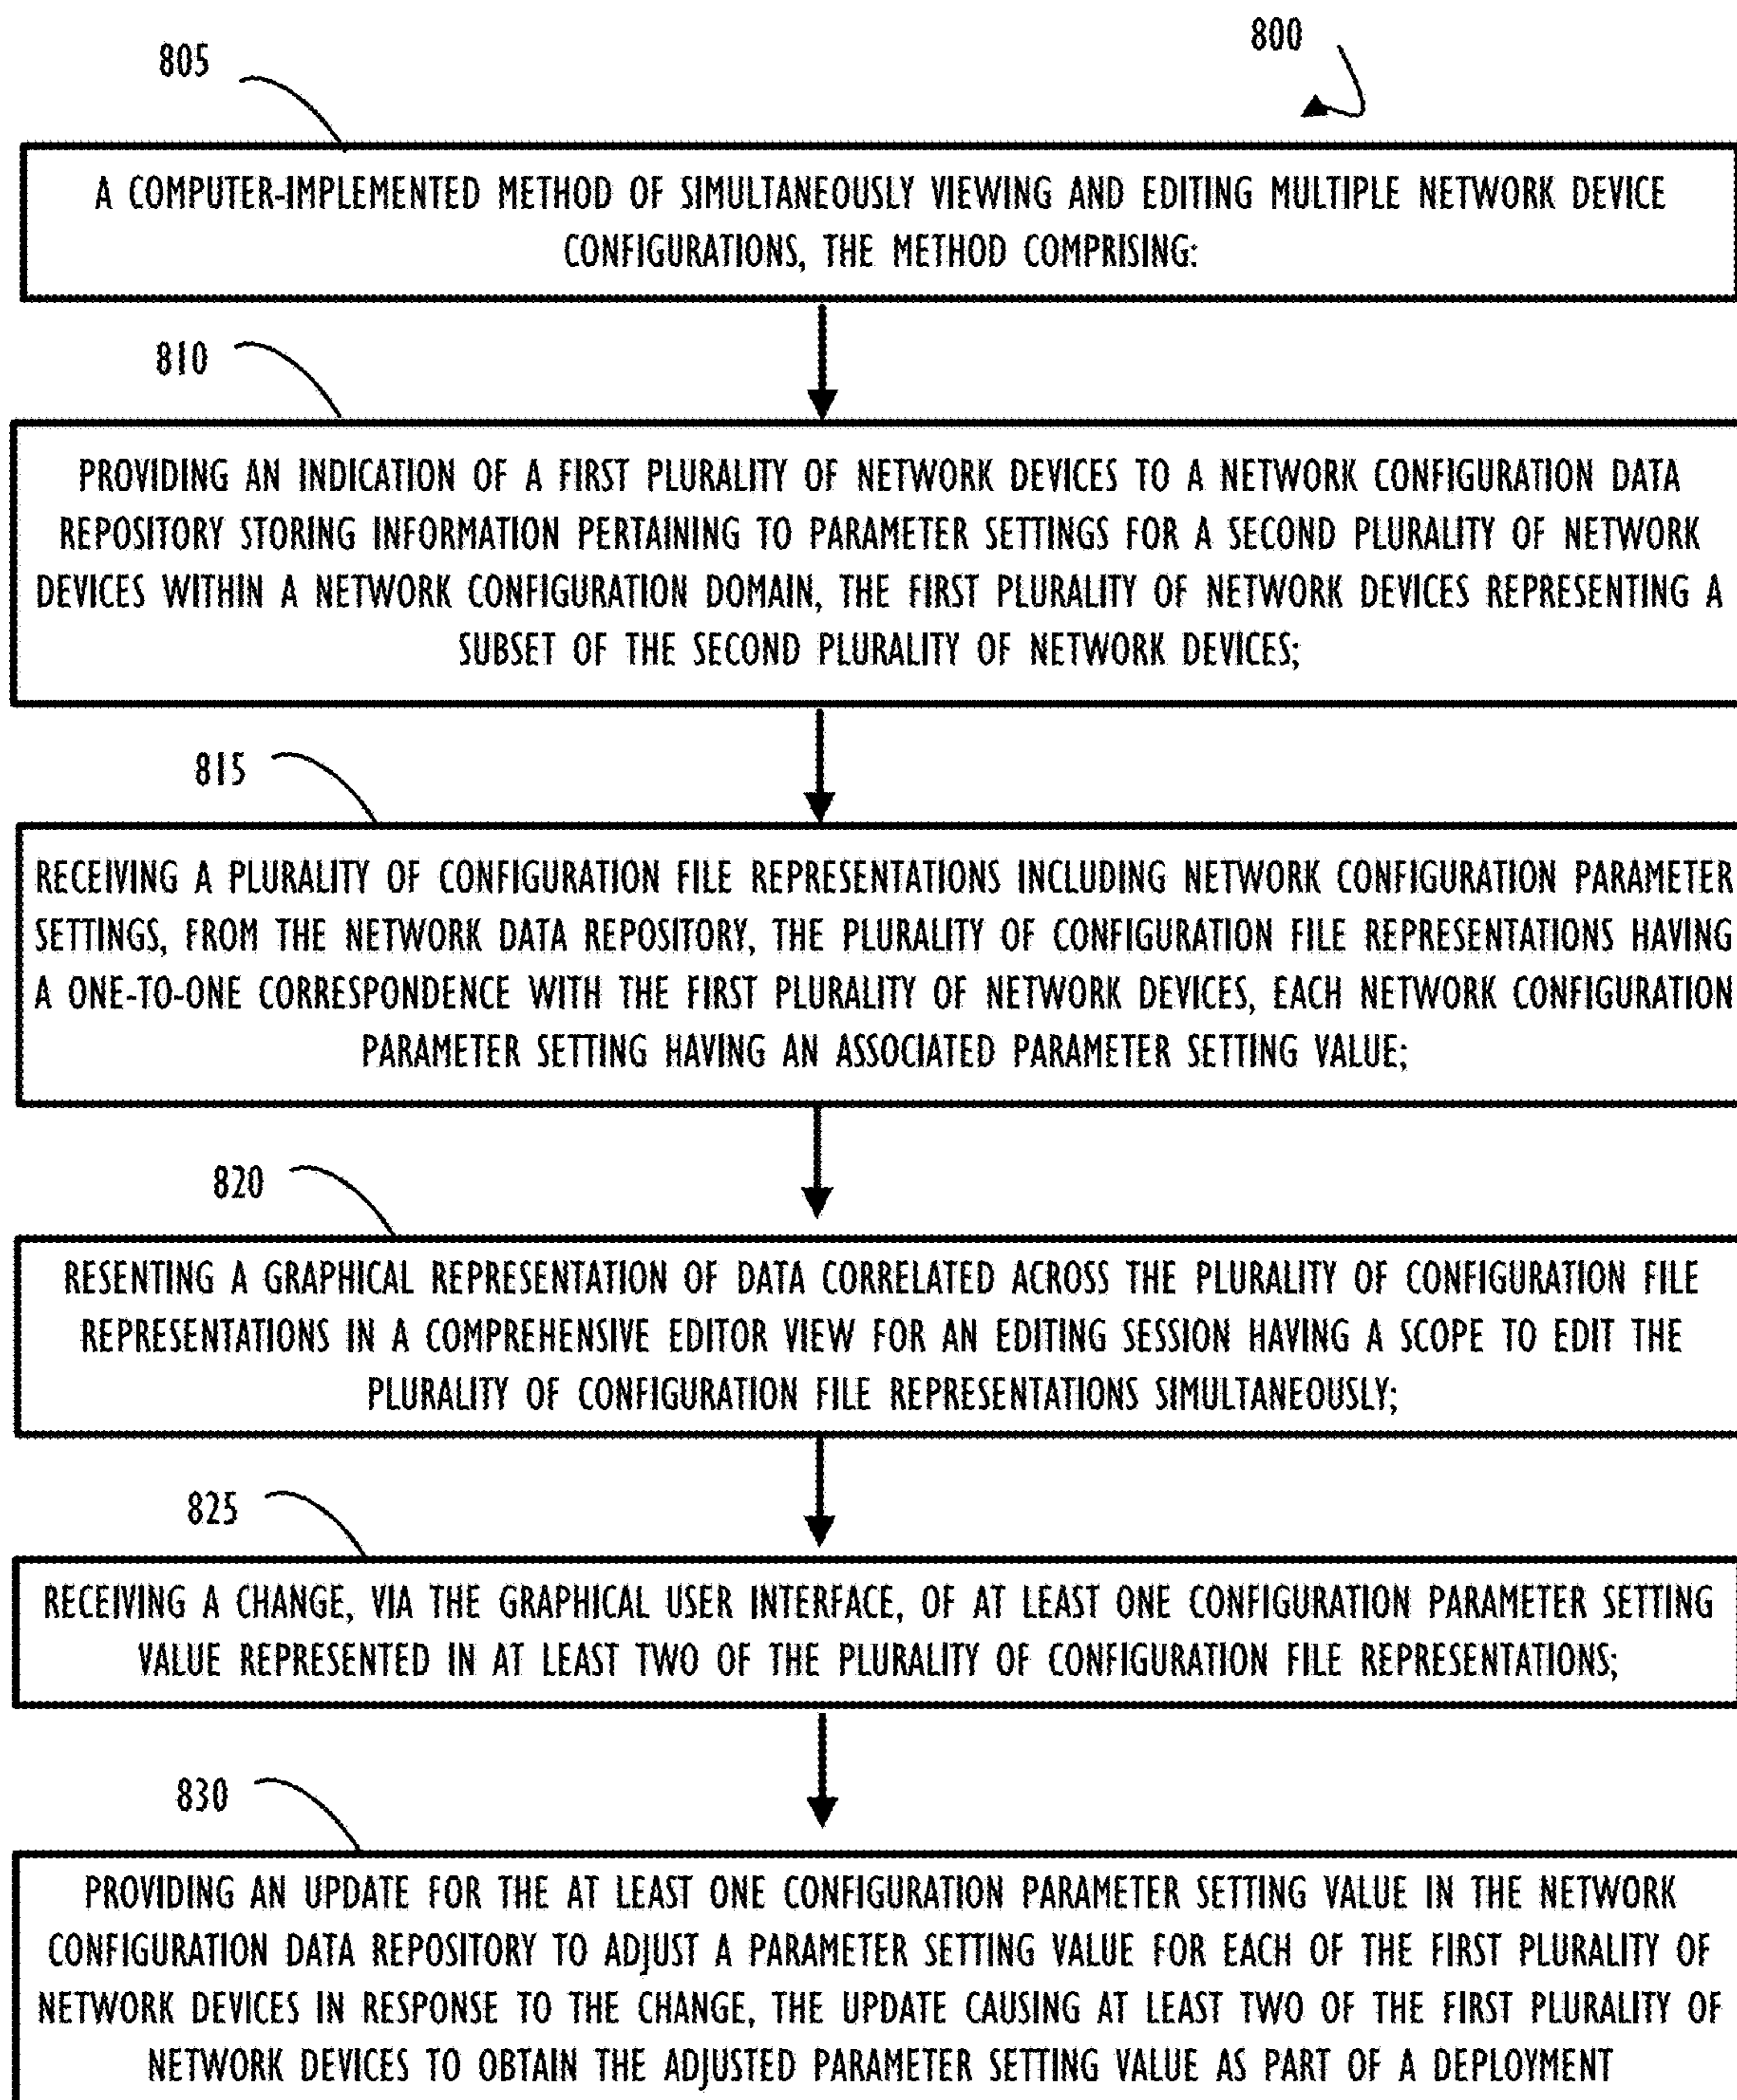 805
800
A COMPUTER-IMPLEMENTED METHOD OF SIMULTANEOUSLY VIEWING AND EDITING MULTIPLE NETWORK DEVICE
CONFIGURATIONS, THE METHOD COMPRISING:
810
PROVIDING AN INDICATION OF A FIRST PLURALITY OF NETWORK DEVICES TO A NETWORK CONFIGURATION DATA
REPOSITORY STORING INFORMATION PERTAINING TO PARAMETER SETTINGS FOR A SECOND PLURALITY OF NETWORK
DEVICES WITHIN A NETWORK CONFIGURATION DOMAIN, THE FIRST PLURALITY OF NETWORK DEVICES REPRESENTING A
SUBSET OF THE SECOND PLURALITY OF NETWORK DEVICES;
815
RECEIVING A PLURALITY OF CONFIGURATION FILE REPRESENTATIONS INCLUDING NETWORK CONFIGURATION PARAMETER
SETTINGS, FROM THE NETWORK DATA REPOSITORY, THE PLURALITY OF CONFIGURATION FILE REPRESENTATIONS HAVING
A ONE-TO-ONE CORRESPONDENCE WITH THE FIRST PLURALITY OF NETWORK DEVICES, EACH NETWORK CONFIGURATION
PARAMETER SETTING HAVING AN ASSOCIATED PARAMETER SETTING VALUE;
820
RESENTING A GRAPHICAL REPRESENTATION OF DATA CORRELATED ACROSS THE PLURALITY OF CONFIGURATION FILE
REPRESENTATIONS IN A COMPREHENSIVE EDITOR VIEW FOR AN EDITING SESSION HAVING A SCOPE TO EDIT THE
PLURALITY OF CONFIGURATION FILE REPRESENTATIONS SIMULTANEOUSLY;
825
RECEIVING A CHANGE, VIA THE GRAPHICAL USER INTERFACE, OF AT LEAST ONE CONFIGURATION PARAMETER SETTING
VALUE REPRESENTED IN AT LEAST TWO OF THE PLURALITY OF CONFIGURATION FILE REPRESENTATIONS;
830
PROVIDING AN UPDATE FOR THE AT LEAST ONE CONFIGURATION PARAMETER SETTING VALUE IN THE NETWORK
CONFIGURATION DATA REPOSITORY TO ADJUST A PARAMETER SETTING VALUE FOR EACH OF THE FIRST PLURALITY OF
NETWORK DEVICES IN RESPONSE TO THE CHANGE, THE UPDATE CAUSING AT LEAST TWO OF THE FIRST PLURALITY OF
NETWORK DEVICES TO OBTAIN THE ADJUSTED PARAMETER SETTING VALUE AS PART OF A DEPLOYMENT